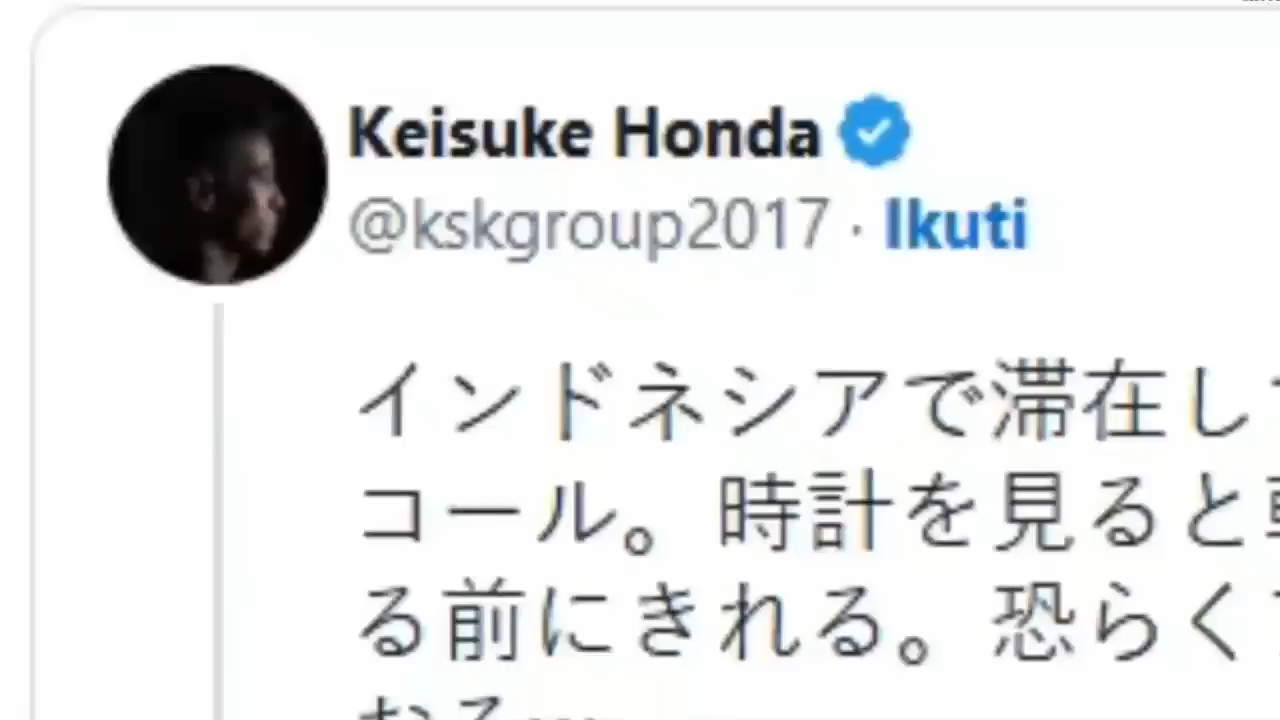 Keisuke Honda
@kskgroup2017 · Ikuti
インドネシアで滞在し
コール。時計を見ると
る前にきれる。恐らく